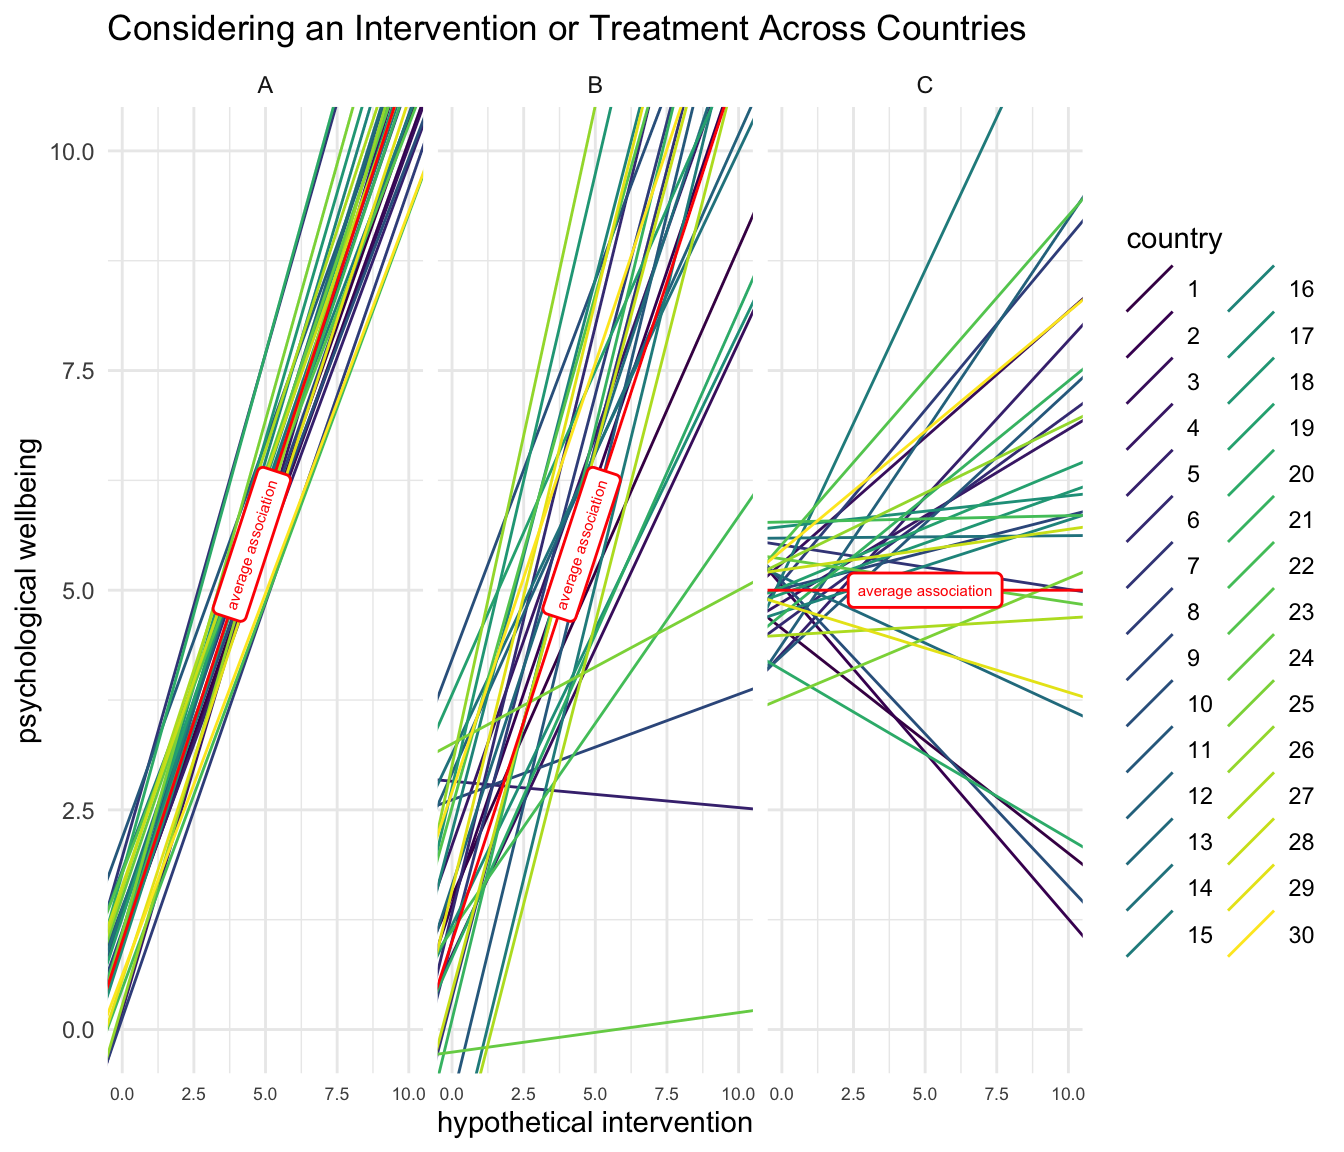 Considering an Intervention or Treatment Across Countries
A
B
C
psychological wellbeing
10.0
7.5
5.0
2.5
0.0
average association
average association
average association
0.0 2.5 5.0 7.5 10.0
0.0 2.5 5.0 7.5 10.0
0.0 2.5 5.0 7.5 10.0
hypothetical intervention
country
1
2
3
4
5
6
7
8
9
10
11
12
13
14
15
16
17
18
19
20
21
22
23
24
25
26
27
28
29
30